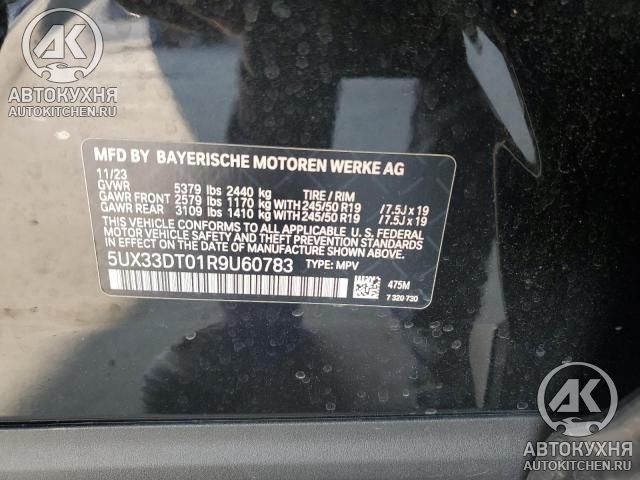 АК
АВТОКУХНЯ
AUTOKITCHEN.RU
MFD BY BAYERISCHE MOTOREN WERKE AG
11/23
GVWR 5379 lbs 2440 kg TIRE / RIM
GAWR FRONT 2579 lbs 1170 kg WITH 245/50 R19 /7.5J x 19
GAWR REAR 3109 lbs 1410 kg WITH 245/50 R19 /7.5J x 19
THIS VEHICLE CONFORMS TO ALL APPLICABLE U. S. FEDERAL
MOTOR VEHICLE SAFETY AND THEFT PREVENTION STANDARDS
IN EFFECT ON THE DATE OF MANUFACTURE SHOWN ABOVE.
5UX33DT01R9U60783 TYPE: MPV
475M
7 320 730
АК
АВТОКУХНЯ
AUTOKITCHEN.RU